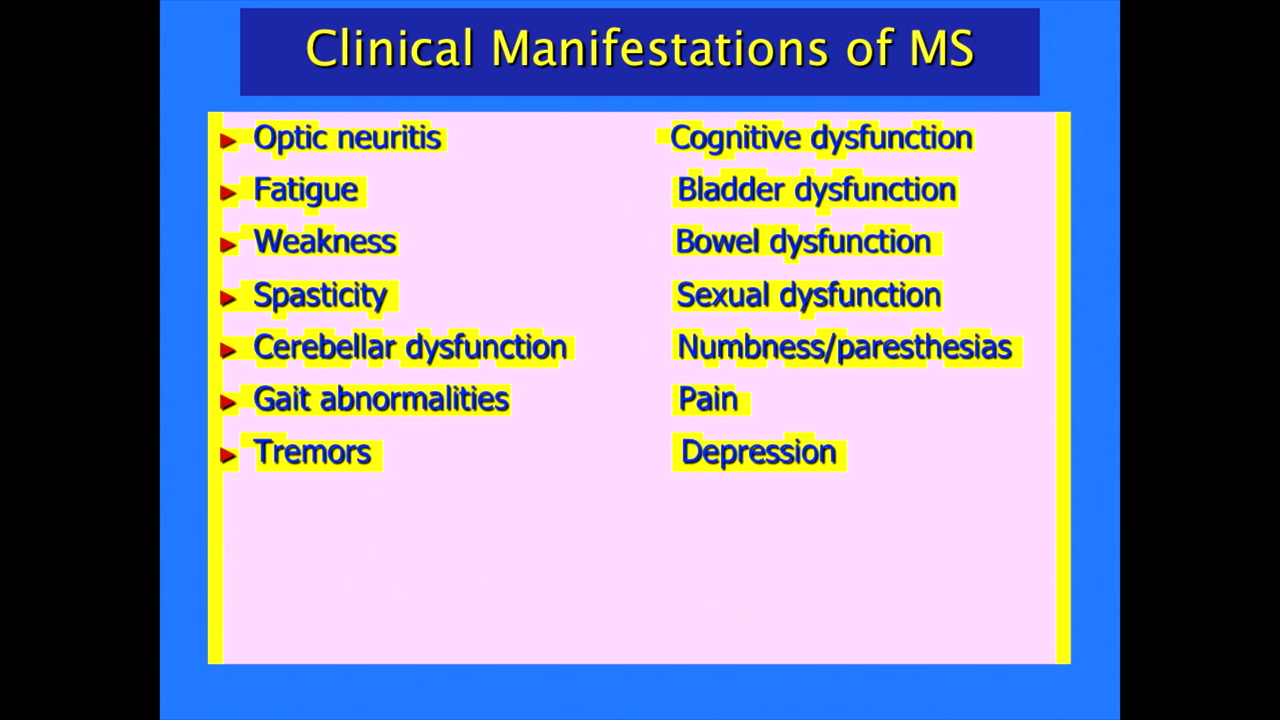 Clinical Manifestations of MS
► Optic neuritis Cognitive dysfunction
► Fatigue Bladder dysfunction
► Weakness Bowel dysfunction
► Spasticity Sexual dysfunction
► Cerebellar dysfunction Numbness/paresthesias
► Gait abnormalities Pain
► Tremors Depression